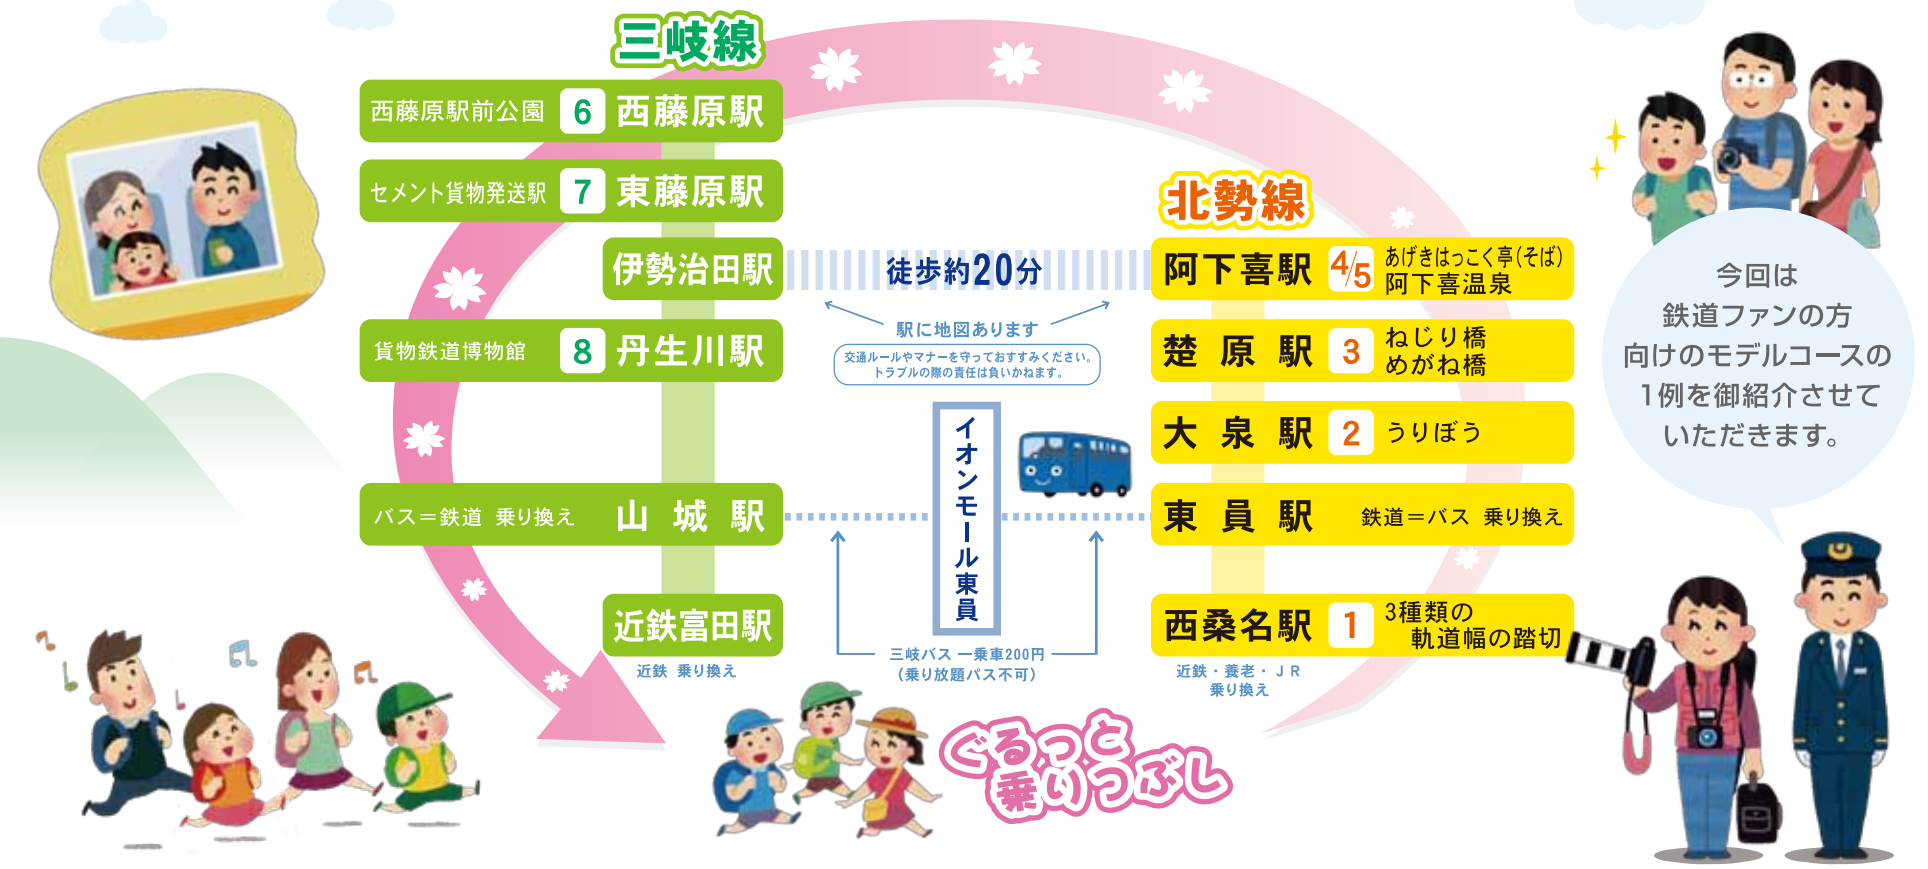 三岐線
西藤原駅前公園 6 西藤原駅
セメント貨物発送駅 7 東藤原駅
伊勢治田駅
貨物鉄道博物館 8 丹生川駅
バス＝鉄道 乗り換え 山城駅
近鉄富田駅
近鉄 乗り換え
徒歩約20分
駅に地図あります
交通ルールやマナーを守っておすすみください。
トラブルの際の責任は負いかねます。
イオンモール東員
三岐バス 一乗車200円
（乗り放題パス不可）
北勢線
阿下喜駅 4/5 あげきはっこく亭（そば）
阿下喜温泉
楚原駅 3 ねじり橋
めがね橋
大泉駅 2 うりぼう
東員駅 鉄道＝バス 乗り換え
西桑名駅 1 3種類の
軌道幅の踏切
近鉄・養老・ＪＲ
乗り換え
ぐるっと
乗りつぶし
今回は
鉄道ファンの方
向けのモデルコースの
1例を御紹介させて
いただきます。